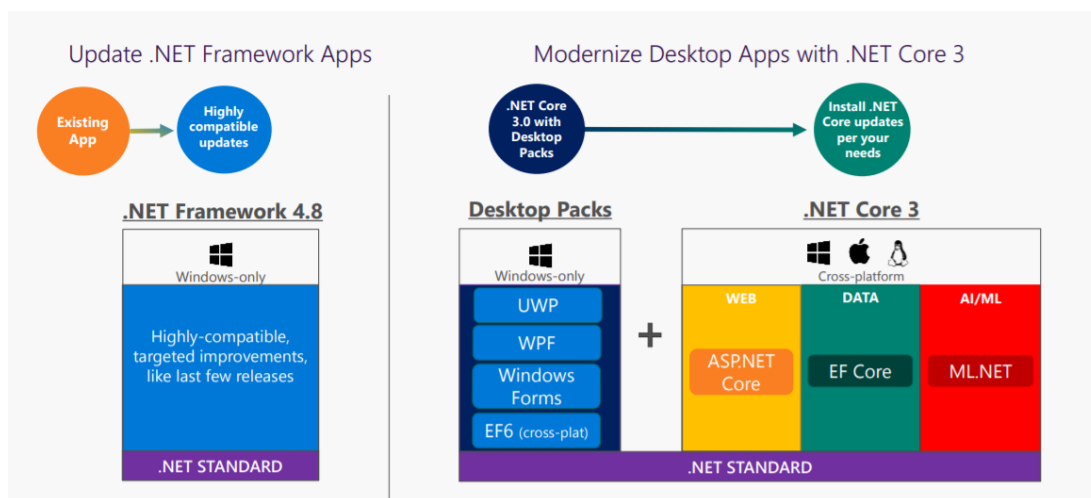 Update .NET Framework Apps
Existing
App
Highly
compatible
updates
.NET Framework 4.8
Windows-only
Highly-compatible,
targeted improvements,
like last few releases
.NET STANDARD
Modernize Desktop Apps with .NET Core 3
.NET Core
3.0 with
Desktop
Packs
Install .NET
Core updates
per your
needs
Desktop Packs
Windows-only
UWP
WPF
Windows
Forms
EF6 (cross-plat)
+
.NET Core 3
Cross-platform
WEB
ASP.NET
Core
DATA
EF Core
AI/ML
ML.NET
.NET STANDARD